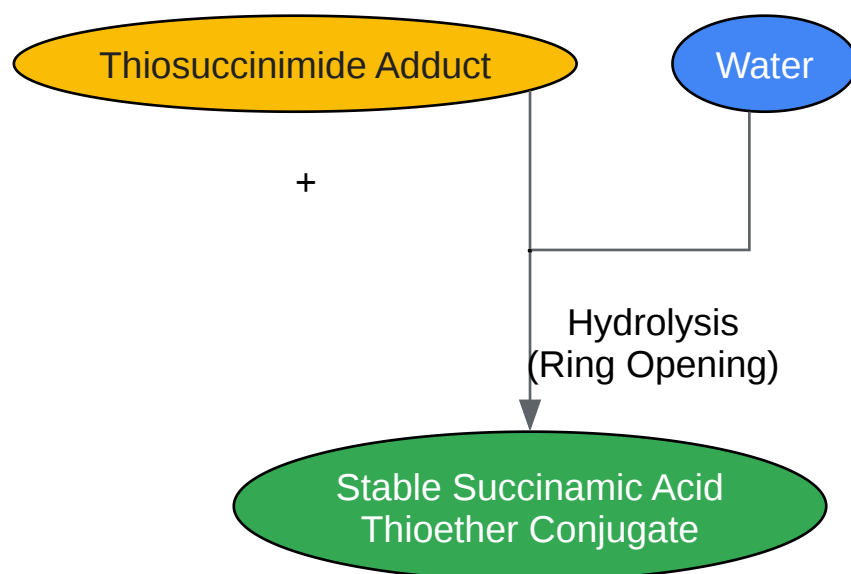 Thiosuccinimide Adduct
Water
+
Hydrolysis
(Ring Opening)
Stable Succinamic Acid
Thioether Conjugate